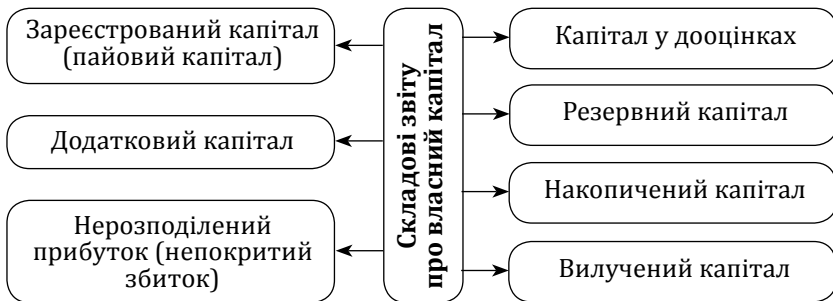 Зареєстрований капітал
(пайовий капітал)
Додатковий капітал
Нерозподілений
прибуток (непокритий
збиток)
Складові звіту
про власний капітал
Капітал у дооцінках
Резервний капітал
Накопичений капітал
Вилучений капітал